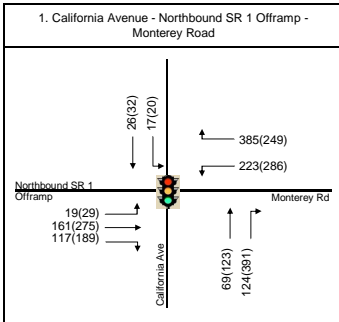 1. California Avenue - Northbound SR 1 Offramp -
Monterey Road
26(32)
17(20)
385(249)
223(286)
Northbound SR 1
Offramp
Monterey Rd
19(29)
161(275)
117(189)
California Ave
69(123)
124(391)